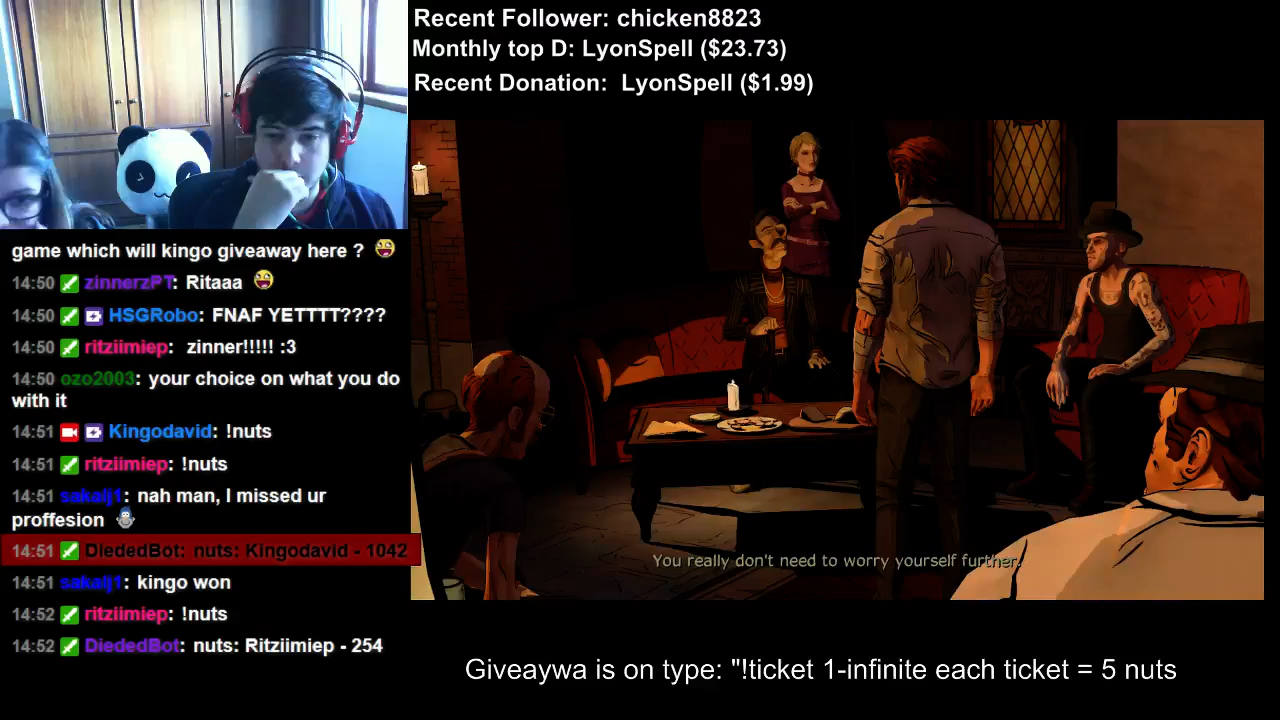 Recent Follower: chicken8823
Monthly top D: LyonSpell ($23.73)
Recent Donation: LyonSpell ($1.99)
game which will kingo giveaway here ?
14:50 zinnerzPT: Ritaaa
14:50 HSGRobo: FNAF YETTTT????
14:50 ritziimiep: zinner!!!!! :3
14:50 ozo2003: your choice on what you do
with it
14:51 Kingodavid: !nuts
14:51 ritziimiep: !nuts
14:51 sakalj1: nah man, I missed ur
proffesion
14:51 DiededBot: nuts: Kingodavid - 1042
14:51 sakalj1: kingo won
14:52 ritziimiep: !nuts
14:52 DiededBot: nuts: Ritziimiep - 254
You really don't need to worry yourself further.
Giveaywa is on type: "!ticket 1-infinite each ticket = 5 nuts